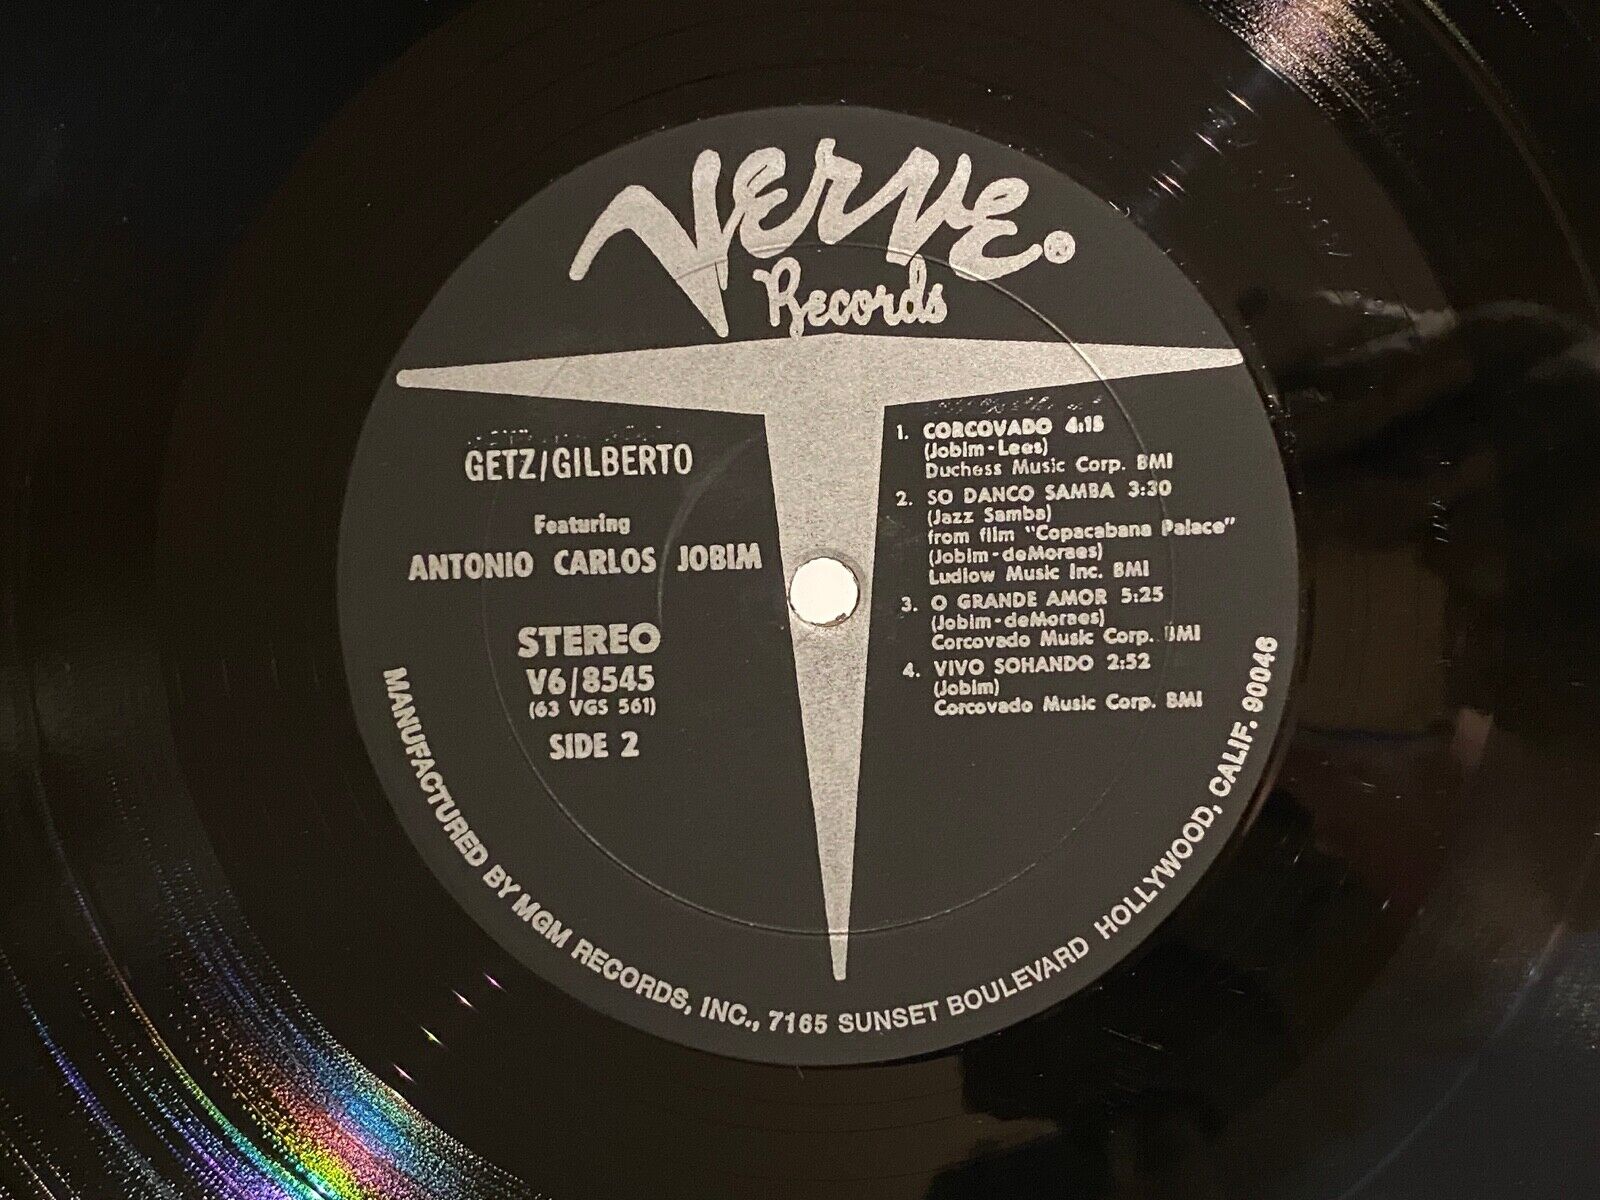 Verve®
Records
GETZ/GILBERTO
Featuring
ANTONIO CARLOS JOBIM
STEREO
V6/8545
(63 VGS 561)
SIDE 2
1. CORCOVADO 4:15
(Jobim-Lees)
Duchess Music Corp. BMI
2. SO DANCO SAMBA 3:30
(Jazz Samba)
from film "Copacabana Palace"
(Jobim-deMoraes)
Ludlow Music Inc. BMI
3. O GRANDE AMOR 5:25
(Jobim-deMoraes)
Corcovado Music Corp. BMI
4. VIVO SOHANDO 2:52
(Jobim)
Corcovado Music Corp. BMI
MANUFACTURED BY MGM RECORDS, INC., 7165 SUNSET BOULEVARD HOLLYWOOD, CALIF. 90046